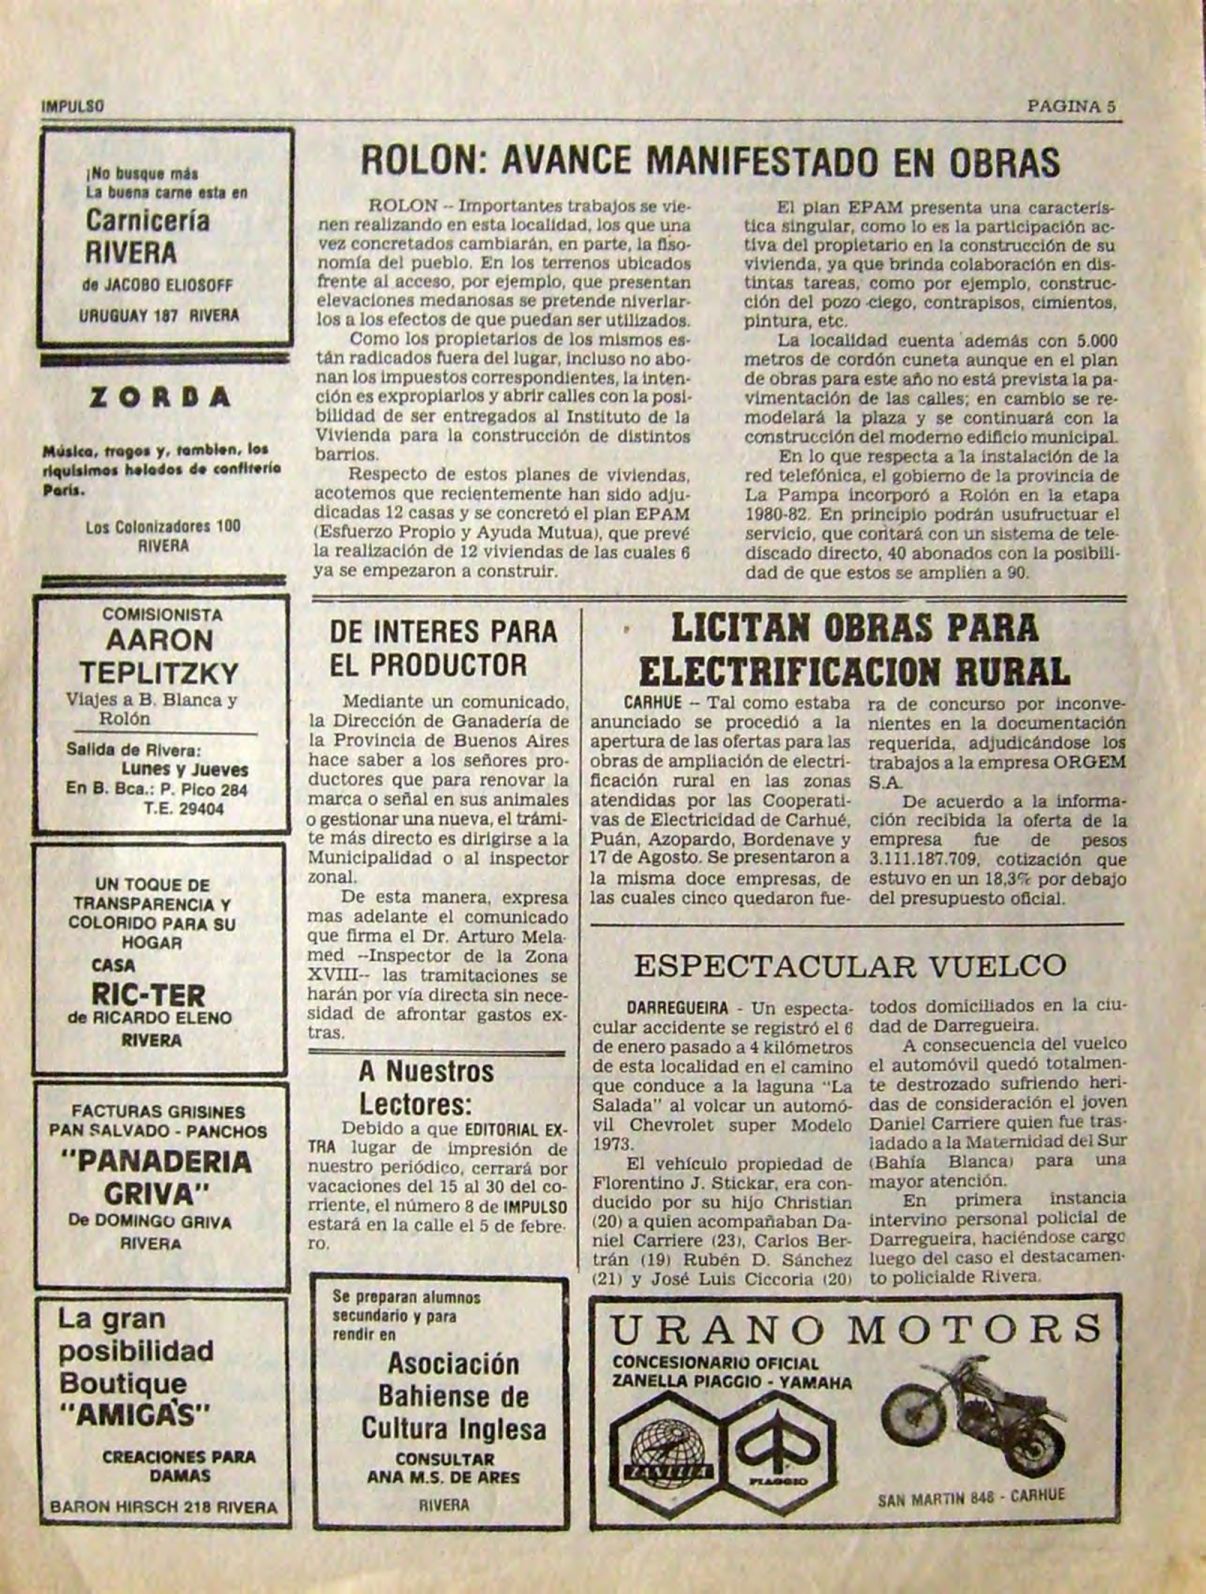 IMPULSO
PAGINA 5
¡No busque más
La buena carne esta en
Carnicería
RIVERA
de JACOBO ELIOSOFF
URUGUAY 187 RIVERA
ZORBA
Música, tragos y, tambien, los
riquisimos helados de confitería
Paris.
Los Colonizadores 100
RIVERA
COMISIONISTA
AARON
TEPLITZKY
Viajes a B. Blanca y
Rolón
Salida de Rivera:
Lunes y Jueves
En B. Bca.: P. Pico 284
T.E. 29404
UN TOQUE DE
TRANSPARENCIA Y
COLORIDO PARA SU
HOGAR
CASA
RIC-TER
de RICARDO ELENO
RIVERA
FACTURAS GRISINES
PAN SALVADO - PANCHOS
"PANADERIA
GRIVA"
De DOMINGO GRIVA
RIVERA
La gran
posibilidad
Boutique
"AMIGA'S"
CREACIONES PARA
DAMAS
BARON HIRSCH 218 RIVERA
ROLON: AVANCE MANIFESTADO EN OBRAS
ROLON -- Importantes trabajos se vie-
nen realizando en esta localidad, los que una
vez concretados cambiarán, en parte, la fiso-
nomía del pueblo. En los terrenos ubicados
frente al acceso, por ejemplo, que presentan
elevaciones medanosas se pretende niverlar-
los a los efectos de que puedan ser utilizados.
Como los propietarios de los mismos es-
tán radicados fuera del lugar, incluso no abo-
nan los impuestos correspondientes, la inten-
ción es expropiarlos y abrir calles con la posi-
bilidad de ser entregados al Instituto de la
Vivienda para la construcción de distintos
barrios.
Respecto de estos planes de viviendas,
acotemos que recientemente han sido adju-
dicadas 12 casas y se concretó el plan EPAM
(Esfuerzo Propio y Ayuda Mutua), que prevé
la realización de 12 viviendas de las cuales 6
ya se empezaron a construir.
El plan EPAM presenta una caracterís-
tica singular, como lo es la participación ac-
tiva del propietario en la construcción de su
vivienda, ya que brinda colaboración en dis-
tintas tareas, como por ejemplo, construc-
ción del pozo ciego, contrapisos, cimientos,
pintura, etc.
La localidad cuenta además con 5.000
metros de cordón cuneta aunque en el plan
de obras para este año no está prevista la pa-
vimentación de las calles; en cambio se re-
modelará la plaza y se continuará con la
construcción del moderno edificio municipal.
En lo que respecta a la instalación de la
red telefónica, el gobierno de la provincia de
La Pampa incorporó a Rolón en la etapa
1980-82. En principio podrán usufructuar el
servicio, que contará con un sistema de tele-
discado directo, 40 abonados con la posibili-
dad de que estos se amplíen a 90.
DE INTERES PARA
EL PRODUCTOR
Mediante un comunicado,
la Dirección de Ganadería de
la Provincia de Buenos Aires
hace saber a los señores pro-
ductores que para renovar la
marca o señal en sus animales
o gestionar una nueva, el trámi-
te más directo es dirigirse a la
Municipalidad o al inspector
zonal.
De esta manera, expresa
mas adelante el comunicado
que firma el Dr. Arturo Mela-
med --Inspector de la Zona
XVIII-- las tramitaciones se
harán por vía directa sin nece-
sidad de afrontar gastos ex-
tras.
A Nuestros
Lectores:
Debido a que EDITORIAL EX-
TRA lugar de impresión de
nuestro periódico, cerrará por
vacaciones del 15 al 30 del co-
rriente, el número 8 de IMPULSO
estará en la calle el 5 de febre-
ro.
Se preparan alumnos
secundario y para
rendir en
Asociación
Bahiense de
Cultura Inglesa
CONSULTAR
ANA M.S. DE ARES
RIVERA
LICITAN OBRAS PARA
ELECTRIFICACION RURAL
CARHUE -- Tal como estaba
anunciado se procedió a la
apertura de las ofertas para las
obras de ampliación de electri-
ficación rural en las zonas
atendidas por las Cooperati-
vas de Electricidad de Carhué,
Puán, Azopardo, Bordenave y
17 de Agosto. Se presentaron a
la misma doce empresas, de
las cuales cinco quedaron fue-
ra de concurso por inconve-
nientes en la documentación
requerida, adjudicándose los
trabajos a la empresa ORGEM
S.A.
De acuerdo a la informa-
ción recibida la oferta de la
empresa fue de pesos
3.111.187.709, cotización que
estuvo en un 18,3% por debajo
del presupuesto oficial.
ESPECTACULAR VUELCO
DARREGUEIRA - Un especta-
cular accidente se registró el 6
de enero pasado a 4 kilómetros
de esta localidad en el camino
que conduce a la laguna "La
Salada" al volcar un automó-
vil Chevrolet super Modelo
1973.
El vehículo propiedad de
Florentino J. Stickar, era con-
ducido por su hijo Christian
(20) a quien acompañaban Da-
niel Carriere (23), Carlos Ber-
trán (19) Rubén D. Sánchez
(21) y José Luis Ciccoria (20)
todos domiciliados en la ciu-
dad de Darregueira.
A consecuencia del vuelco
el automóvil quedó totalmen-
te destrozado sufriendo heri-
das de consideración el joven
Daniel Carriere quien fue tras-
ladado a la Maternidad del Sur
(Bahía Blanca) para una
mayor atención.
En primera instancia
intervino personal policial de
Darregueira, haciéndose cargo
luego del caso el destacamen-
to policialde Rivera.
URANO MOTORS
CONCESIONARIO OFICIAL
ZANELLA PIAGGIO - YAMAHA
ZANELLA
PIAGGIO
SAN MARTIN 848 - CARHUE